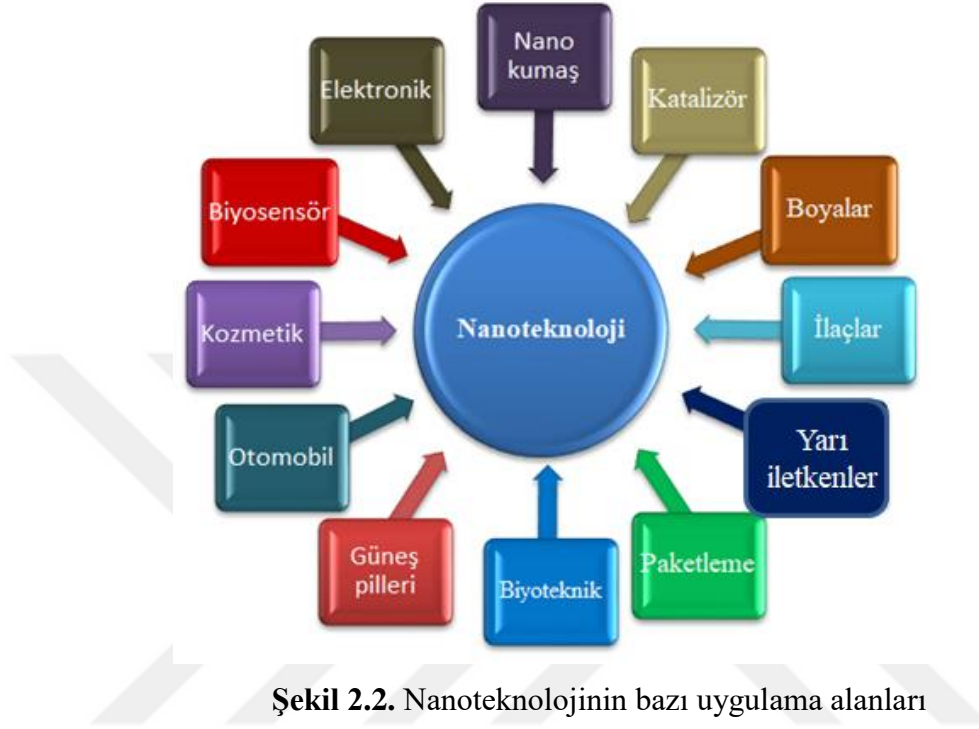 Nano
kumaş
Katalizör
Boyalar
İlaçlar
Yarı
iletkenler
Paketleme
Biyoteknik
Güneş
pilleri
Otomobil
Kozmetik
Biyosensör
Elektronik
Nanoteknoloji
Şekil 2.2. Nanoteknolojinin bazı uygulama alanları